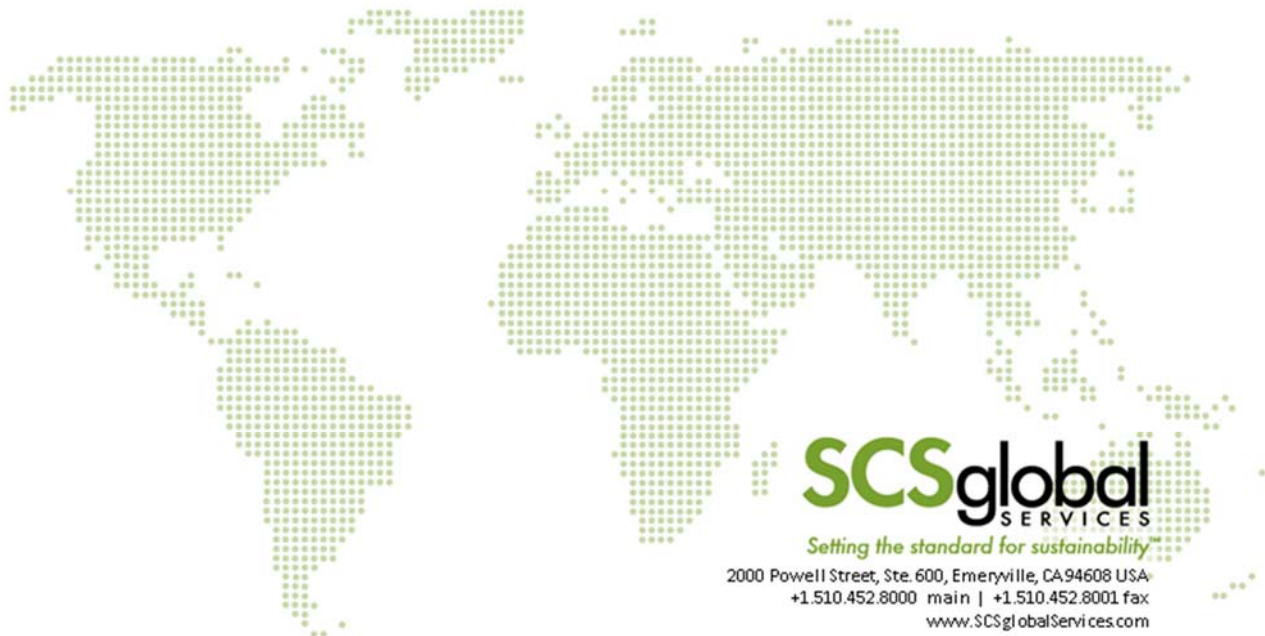 SCSglobal
SERVICES
Setting the standard for sustainability™
2000 Powell Street, Ste. 600, Emeryville, CA 94608 USA
+1.510.452.8000 main | +1.510.452.8001 fax
www.SCSglobalServices.com